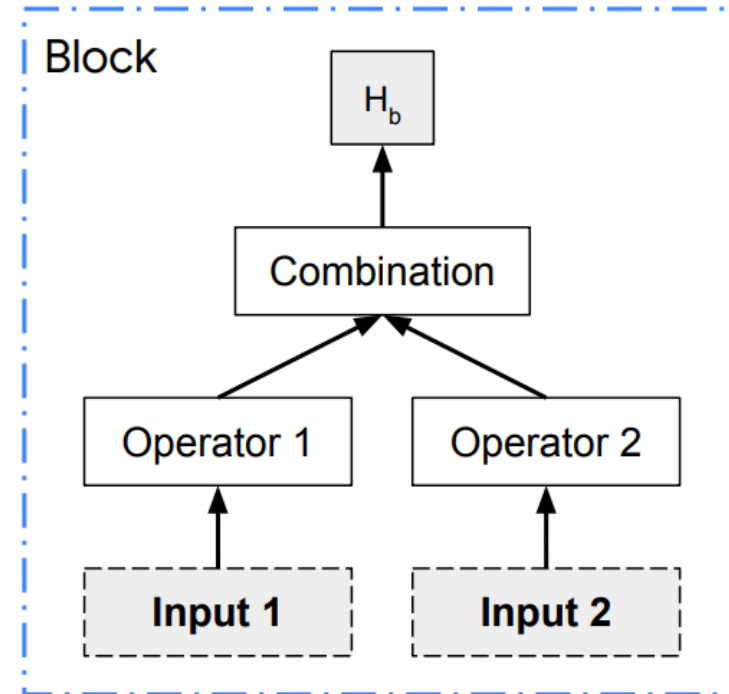 Block
H_b
Combination
Operator 1
Operator 2
Input 1
Input 2